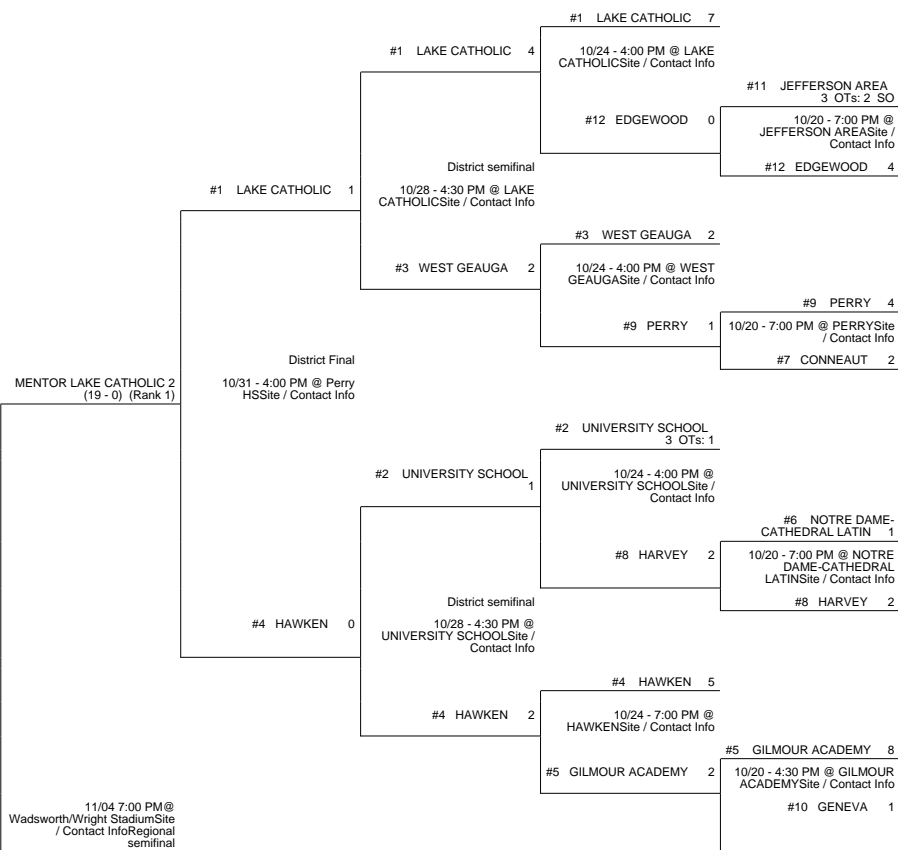 #1 LAKE CATHOLIC 7
#1 LAKE CATHOLIC 4
10/24 - 4:00 PM @ LAKE
CATHOLICSite / Contact Info
#11 JEFFERSON AREA
3 OTs: 2 SO
#12 EDGEWOOD 0
10/20 - 7:00 PM @
JEFFERSON AREASite /
Contact Info
#12 EDGEWOOD 4
District semifinal
#1 LAKE CATHOLIC 1
10/28 - 4:30 PM @ LAKE
CATHOLICSite / Contact Info
#3 WEST GEAUGA 2
#3 WEST GEAUGA 2
10/24 - 4:00 PM @ WEST
GEAUGASite / Contact Info
#9 PERRY 4
#9 PERRY 1
10/20 - 7:00 PM @ PERRYSite
/ Contact Info
#7 CONNEAUT 2
District Final
MENTOR LAKE CATHOLIC 2
(19 - 0) (Rank 1)
10/31 - 4:00 PM @ Perry
HSSite / Contact Info
#2 UNIVERSITY SCHOOL
3 OTs: 1
#2 UNIVERSITY SCHOOL
1
10/24 - 4:00 PM @
UNIVERSITY SCHOOLSite /
Contact Info
#6 NOTRE DAME-
CATHEDRAL LATIN 1
#8 HARVEY 2
10/20 - 7:00 PM @ NOTRE
DAME-CATHEDRAL
LATINSite / Contact Info
#8 HARVEY 2
District semifinal
#4 HAWKEN 0
10/28 - 4:30 PM @
UNIVERSITY SCHOOLSite /
Contact Info
#4 HAWKEN 5
#4 HAWKEN 2
10/24 - 7:00 PM @
HAWKENSite / Contact Info
#5 GILMOUR ACADEMY 8
#5 GILMOUR ACADEMY 2
10/20 - 4:30 PM @ GILMOUR
ACADEMYSite / Contact Info
#10 GENEVA 1
11/04 7:00 PM@
Wadsworth/Wright StadiumSite
/ Contact InfoRegional
semifinal